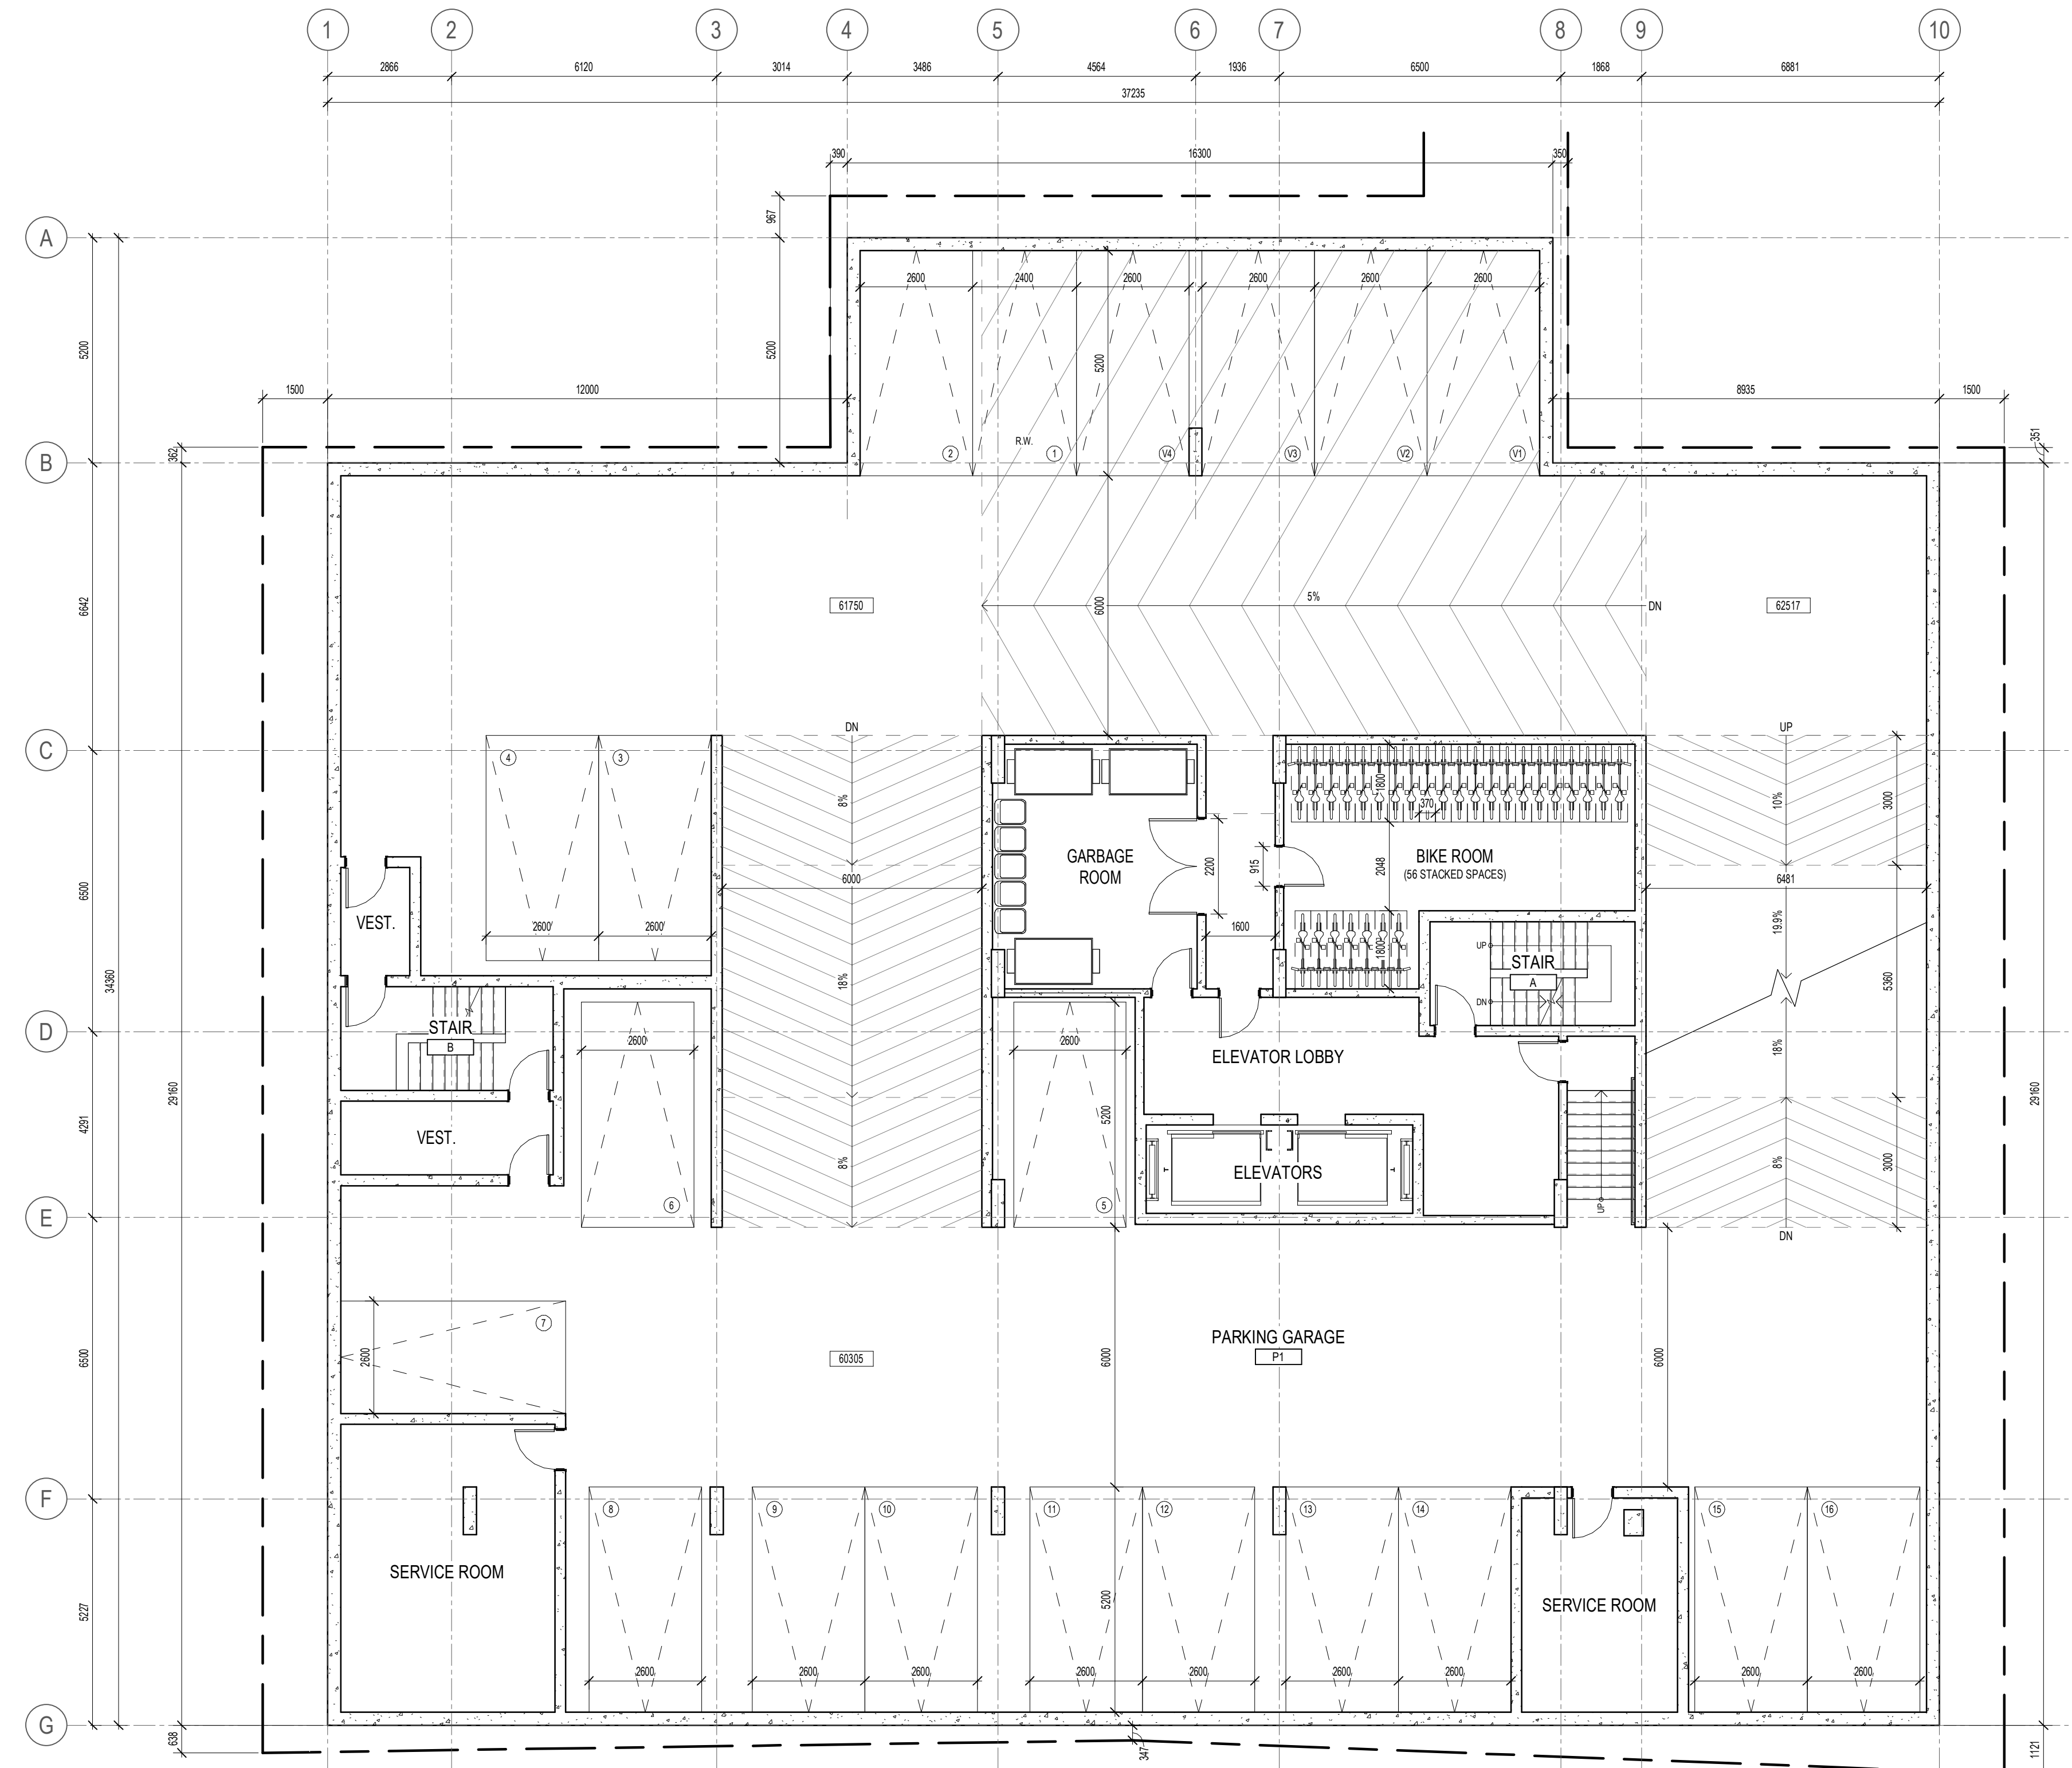 1 2 3 4 5 6 7 8 9 10
2866 6120 3014 3486 4564 1936 6500 1868 6881
37235
390 16300 350
967
A
2600 2400 2600 2600 2600 2600
5200 5200 5200
1500 12000 8935 1500
362 351
R.W.
2 1 V4 V3 V2 V1
B
6642
61750 6000 5% DN 62517
DN UP
C
4 3
8% 1800 370 10% 3000
GARBAGE
ROOM
2200 915 2048
BIKE ROOM
(56 STACKED SPACES)
6500 6000 6481
VEST.
2600 2600 1600 1800 19.9%
34360 18% UP
STAIR
A
5360
DN
D
STAIR
B
2600 2600
ELEVATOR LOBBY
18%
29160 29160
4291 5200
VEST.
8%
ELEVATORS
8% 3000
6 5 UP
E
DN
7
PARKING GARAGE
P1
6500 2600 60305 6000 6000
F
8 9 10 11 12 13 14 15 16
SERVICE ROOM
SERVICE ROOM
5227 5200
2600 2600 2600 2600 2600 2600 2600 2600 2600
G
638 347 1121